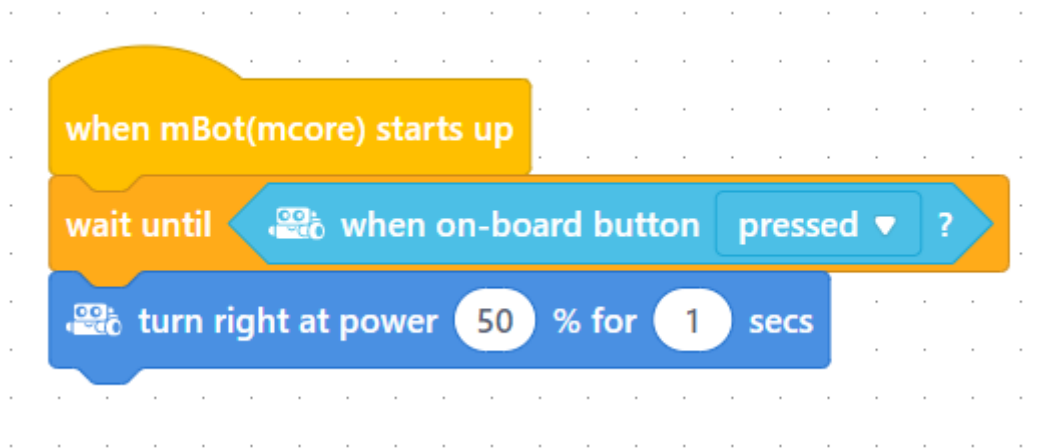 when mBot(mcore) starts up
wait until when on-board button pressed ?
turn right at power 50 % for 1 secs